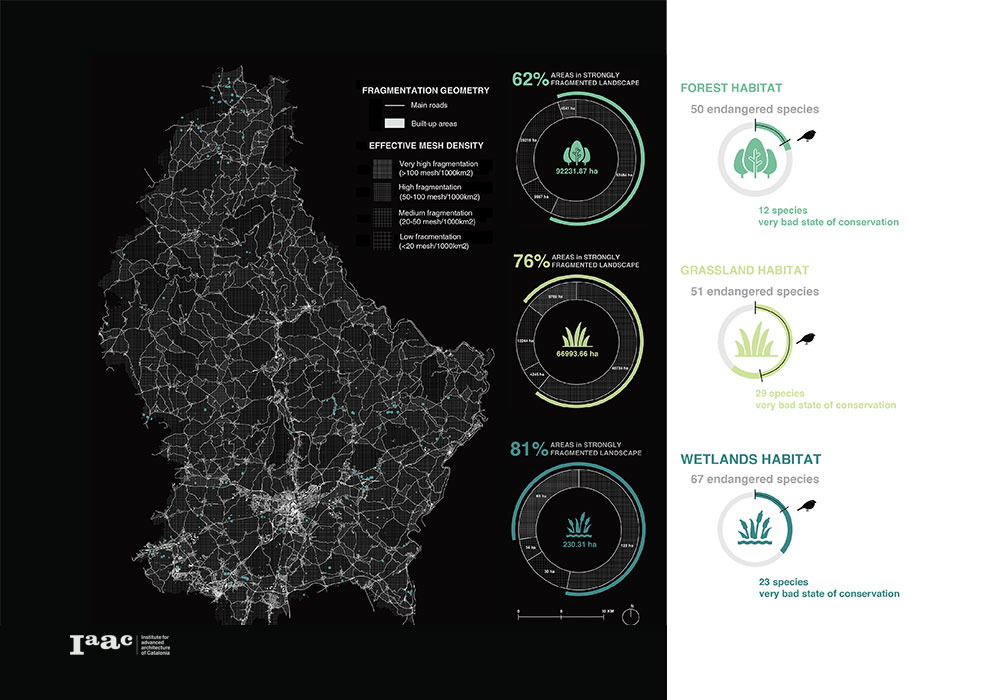 FRAGMENTATION GEOMETRY
Main roads
Built-up areas
EFFECTIVE MESH DENSITY
Very high fragmentation
(>100 mesh/1000km2)
High fragmentation
(50-100 mesh/1000km2)
Medium fragmentation
(20-50 mesh/1000km2)
Low fragmentation
(<20 mesh/1000km2)
62% AREAS in STRONGLY
FRAGMENTED LANDSCAPE
92231.87 ha
76% AREAS in STRONGLY
FRAGMENTED LANDSCAPE
66993.66 ha
81% AREAS in STRONGLY
FRAGMENTED LANDSCAPE
230.31 ha
FOREST HABITAT
50 endangered species
12 species
very bad state of conservation
GRASSLAND HABITAT
51 endangered species
29 species
very bad state of conservation
WETLANDS HABITAT
67 endangered species
23 species
very bad state of conservation
Iaac
Institute for
advanced
architecture
of Catalonia